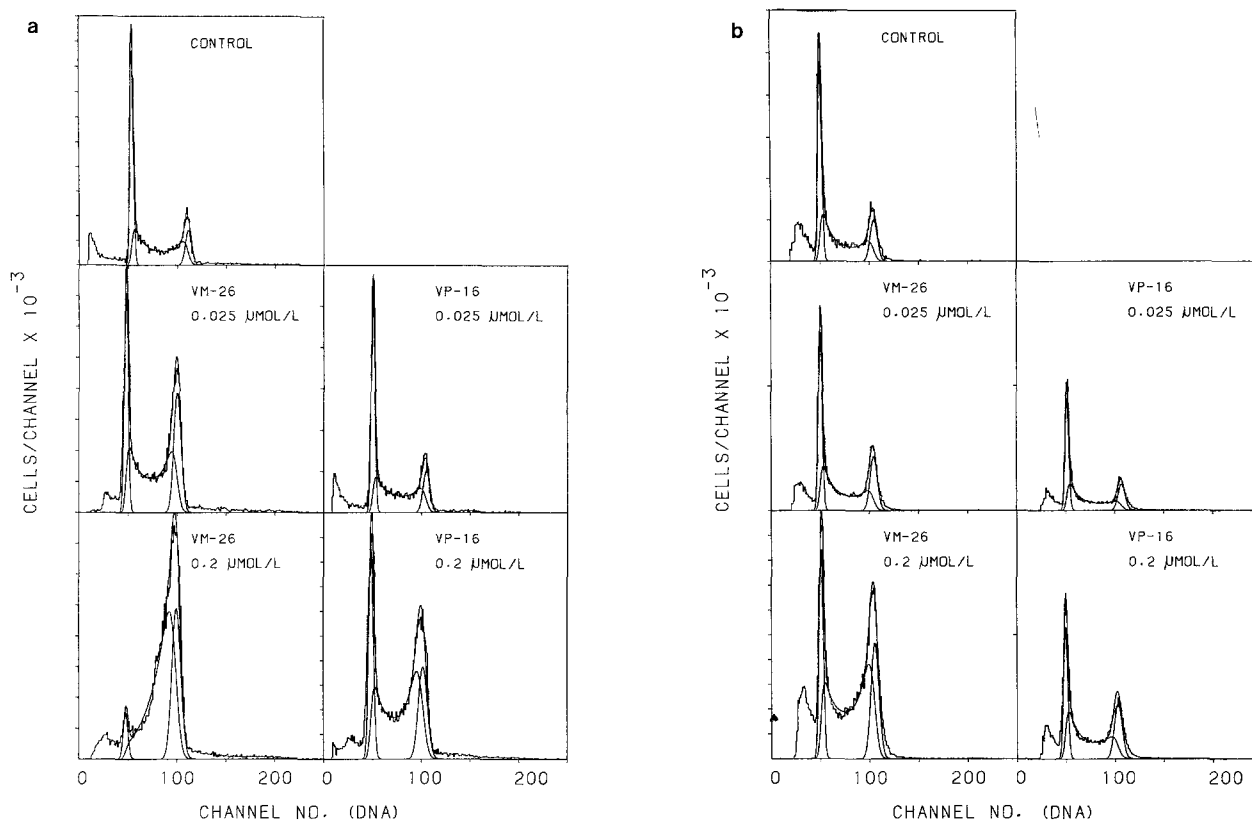 a
CONTROL
VM-26
0.025 µMOL/L
VP-16
0.025 µMOL/L
VM-26
0.2 µMOL/L
VP-16
0.2 µMOL/L
CELLS/CHANNEL X 10⁻³
0 100 200 0 100 200
CHANNEL NO. (DNA)
b
CONTROL
VM-26
0.025 µMOL/L
VP-16
0.025 µMOL/L
VM-26
0.2 µMOL/L
VP-16
0.2 µMOL/L
CELLS/CHANNEL X 10⁻³
0 100 200 0 100 200
CHANNEL NO. (DNA)